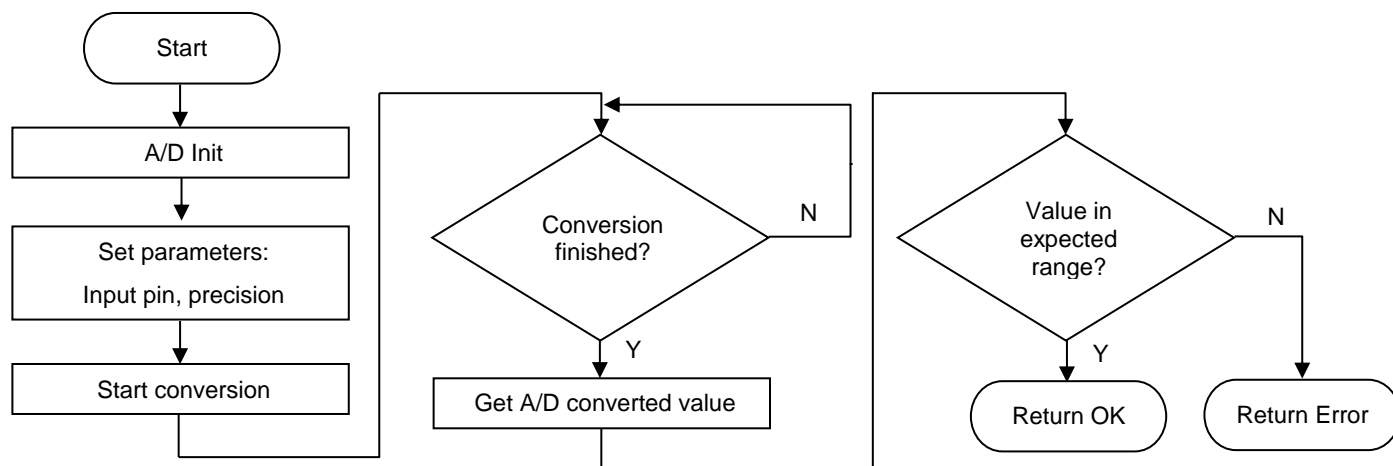 Start
A/D Init
Set parameters:
Input pin, precision
Start conversion
Conversion
finished?
N
Y
Get A/D converted value
Value in
expected
range?
N
Y
Return OK
Return Error